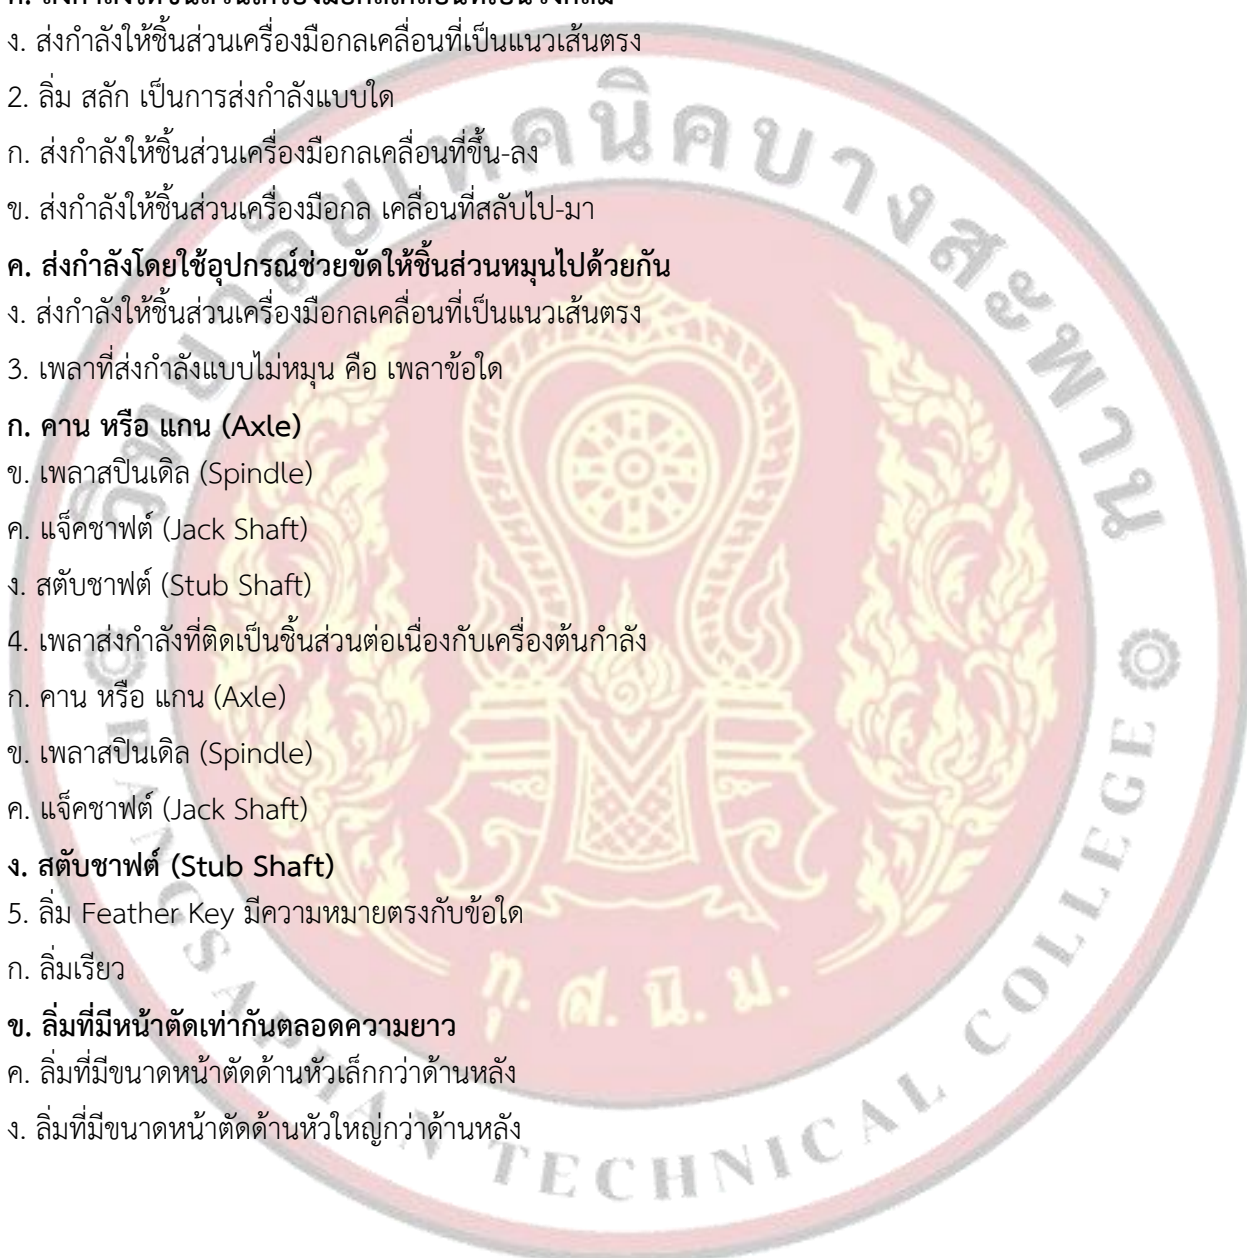 ง. ส่งกำลังให้ชิ้นส่วนเครื่องมือกลเคลื่อนที่เป็นแนวเส้นตรง
2. ลิ่ม สลัก เป็นการส่งกำลังแบบใด
ก. ส่งกำลังให้ชิ้นส่วนเครื่องมือกลเคลื่อนที่ขึ้น-ลง
ข. ส่งกำลังให้ชิ้นส่วนเครื่องมือกล เคลื่อนที่สลับไป-มา
ค. ส่งกำลังโดยใช้อุปกรณ์ช่วยขัดให้ชิ้นส่วนหมุนไปด้วยกัน
ง. ส่งกำลังให้ชิ้นส่วนเครื่องมือกลเคลื่อนที่เป็นแนวเส้นตรง
3. เพลาที่ส่งกำลังแบบไม่หมุน คือ เพลาข้อใด
ก. คาน หรือ แกน (Axle)
ข. เพลาสปินเดิล (Spindle)
ค. แจ็คชาฟต์ (Jack Shaft)
ง. สตับชาฟต์ (Stub Shaft)
4. เพลาส่งกำลังที่ติดเป็นชิ้นส่วนต่อเนื่องกับเครื่องต้นกำลัง
ก. คาน หรือ แกน (Axle)
ข. เพลาสปินเดิล (Spindle)
ค. แจ็คชาฟต์ (Jack Shaft)
ง. สตับชาฟต์ (Stub Shaft)
5. ลิ่ม Feather Key มีความหมายตรงกับข้อใด
ก. ลิ่มเรียว
ข. ลิ่มที่มีหน้าตัดเท่ากันตลอดความยาว
ค. ลิ่มที่มีขนาดหน้าตัดด้านหัวเล็กกว่าด้านหลัง
ง. ลิ่มที่มีขนาดหน้าตัดด้านหัวใหญ่กว่าด้านหลัง
วิทยาลัยเทคนิคบางสะพาน
ทุ. ส. นิ. ม.
BANGSAPHAN TECHNICAL COLLEGE